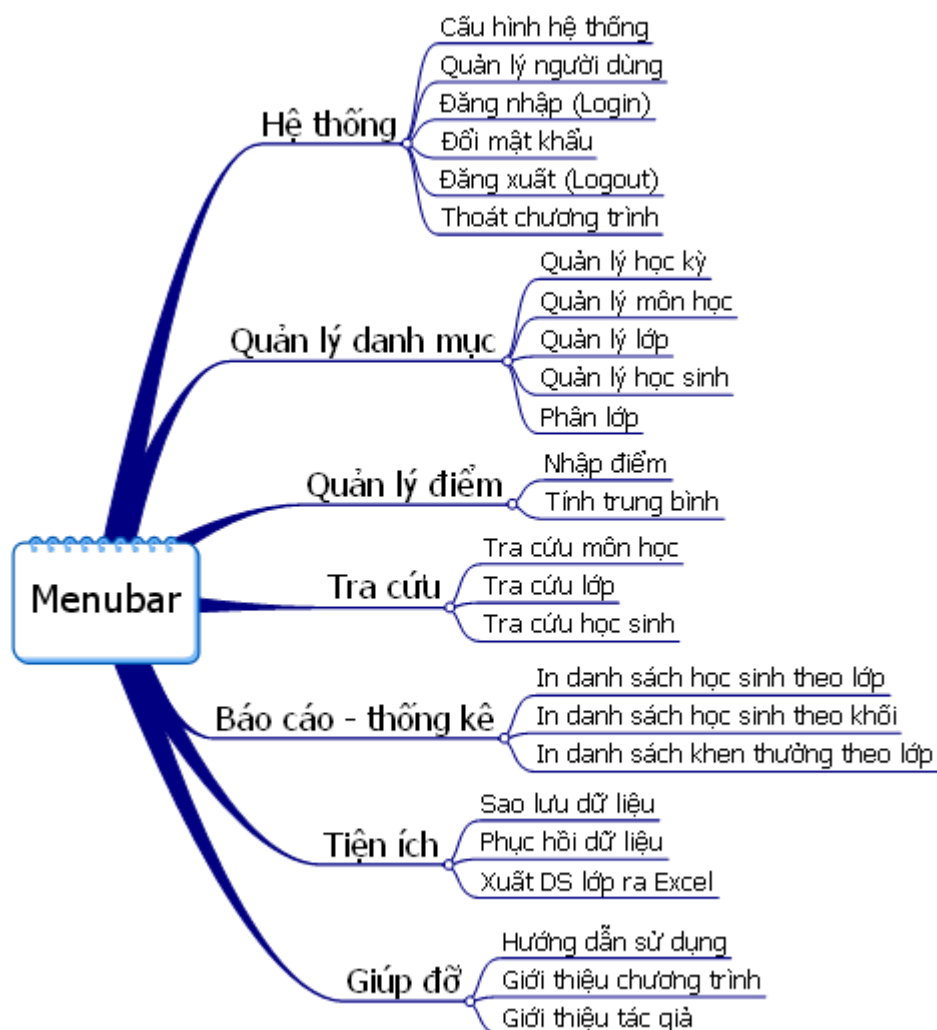 Menubar
Hệ thống
Cấu hình hệ thống
Quản lý người dùng
Đăng nhập (Login)
Đổi mật khẩu
Đăng xuất (Logout)
Thoát chương trình
Quản lý danh mục
Quản lý học kỳ
Quản lý môn học
Quản lý lớp
Quản lý học sinh
Phân lớp
Quản lý điểm
Nhập điểm
Tính trung bình
Tra cứu
Tra cứu môn học
Tra cứu lớp
Tra cứu học sinh
Báo cáo - thống kê
In danh sách học sinh theo lớp
In danh sách học sinh theo khối
In danh sách khen thưởng theo lớp
Tiện ích
Sao lưu dữ liệu
Phục hồi dữ liệu
Xuất DS lớp ra Excel
Giúp đỡ
Hướng dẫn sử dụng
Giới thiệu chương trình
Giới thiệu tác giả